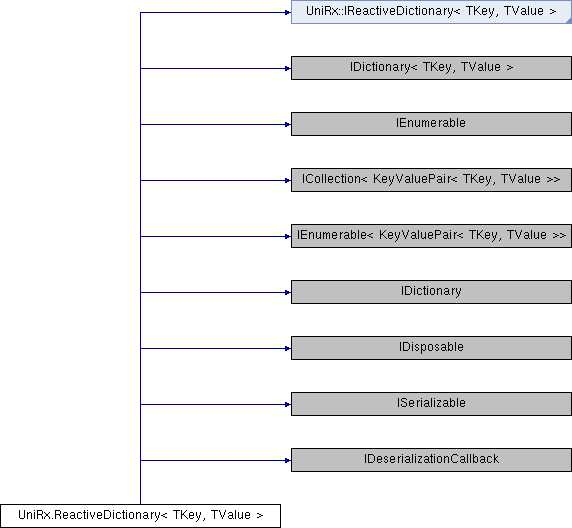 UniRx::IReactiveDictionary< TKey, TValue >
IDictionary< TKey, TValue >
IEnumerable
ICollection< KeyValuePair< TKey, TValue >>
IEnumerable< KeyValuePair< TKey, TValue >>
IDictionary
IDisposable
ISerializable
IDeserializationCallback
UniRx.ReactiveDictionary< TKey, TValue >